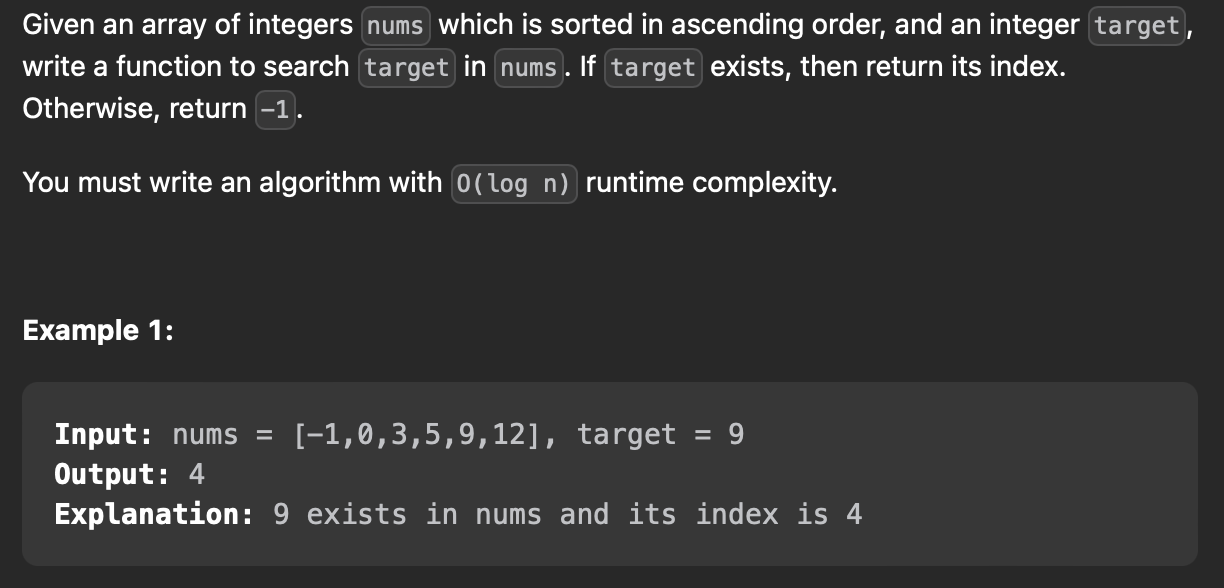 Given an array of integers nums which is sorted in ascending order, and an integer target,
write a function to search target in nums. If target exists, then return its index.
Otherwise, return -1.
You must write an algorithm with O(log n) runtime complexity.
Example 1:
Input: nums = [-1,0,3,5,9,12], target = 9
Output: 4
Explanation: 9 exists in nums and its index is 4